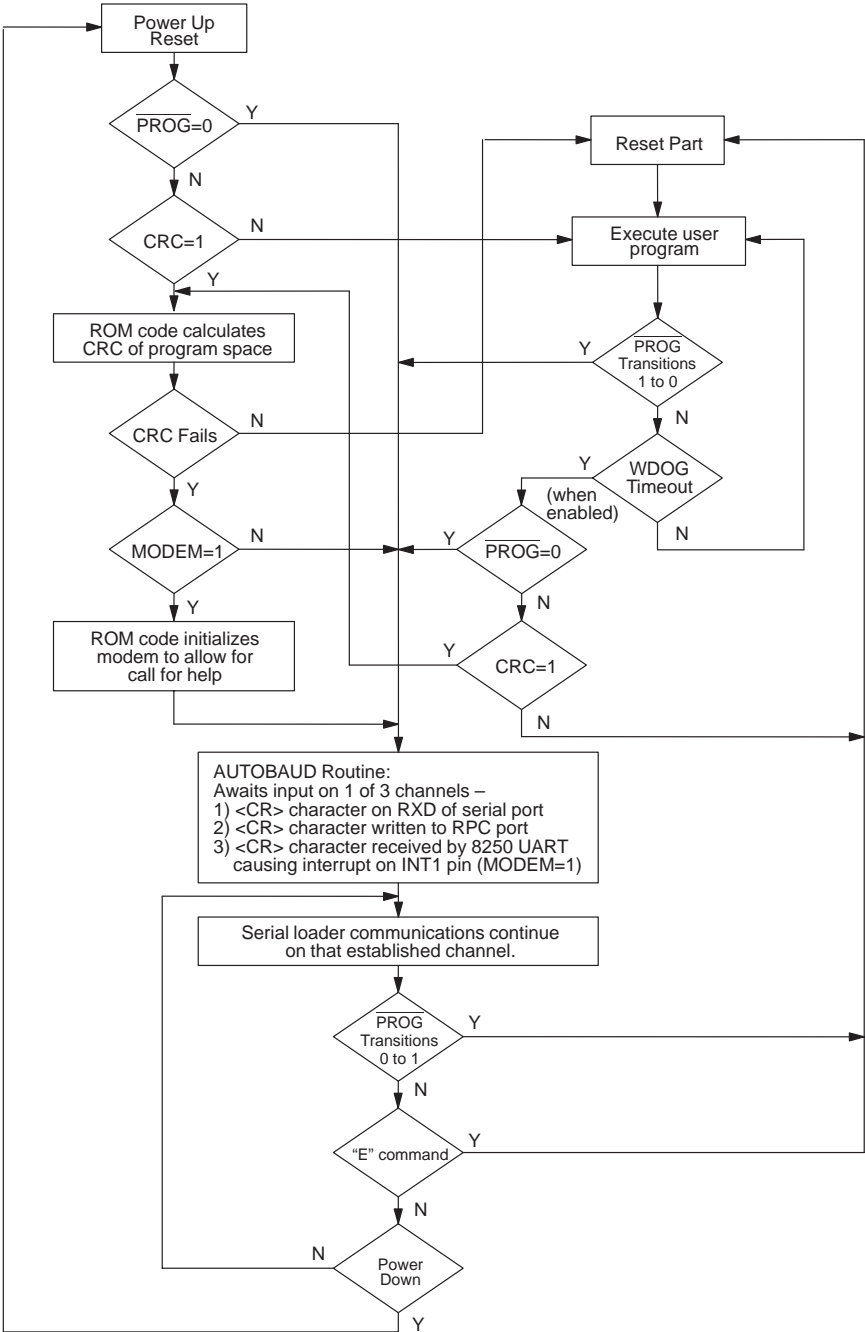 Power Up
Reset
PROG=0
Y
N
CRC=1
N
Y
ROM code calculates
CRC of program space
CRC Fails
N
Y
MODEM=1
N
Y
ROM code initializes
modem to allow for
call for help
Reset Part
Execute user
program
PROG
Transitions
1 to 0
Y
N
WDOG
Timeout
Y
(when
enabled)
N
PROG=0
Y
N
CRC=1
Y
N
AUTOBAUD Routine:
Awaits input on 1 of 3 channels –
1) <CR> character on RXD of serial port
2) <CR> character written to RPC port
3) <CR> character received by 8250 UART
causing interrupt on INT1 pin (MODEM=1)
Serial loader communications continue
on that established channel.
PROG
Transitions
0 to 1
Y
N
“E” command
Y
N
Power
Down
N
Y